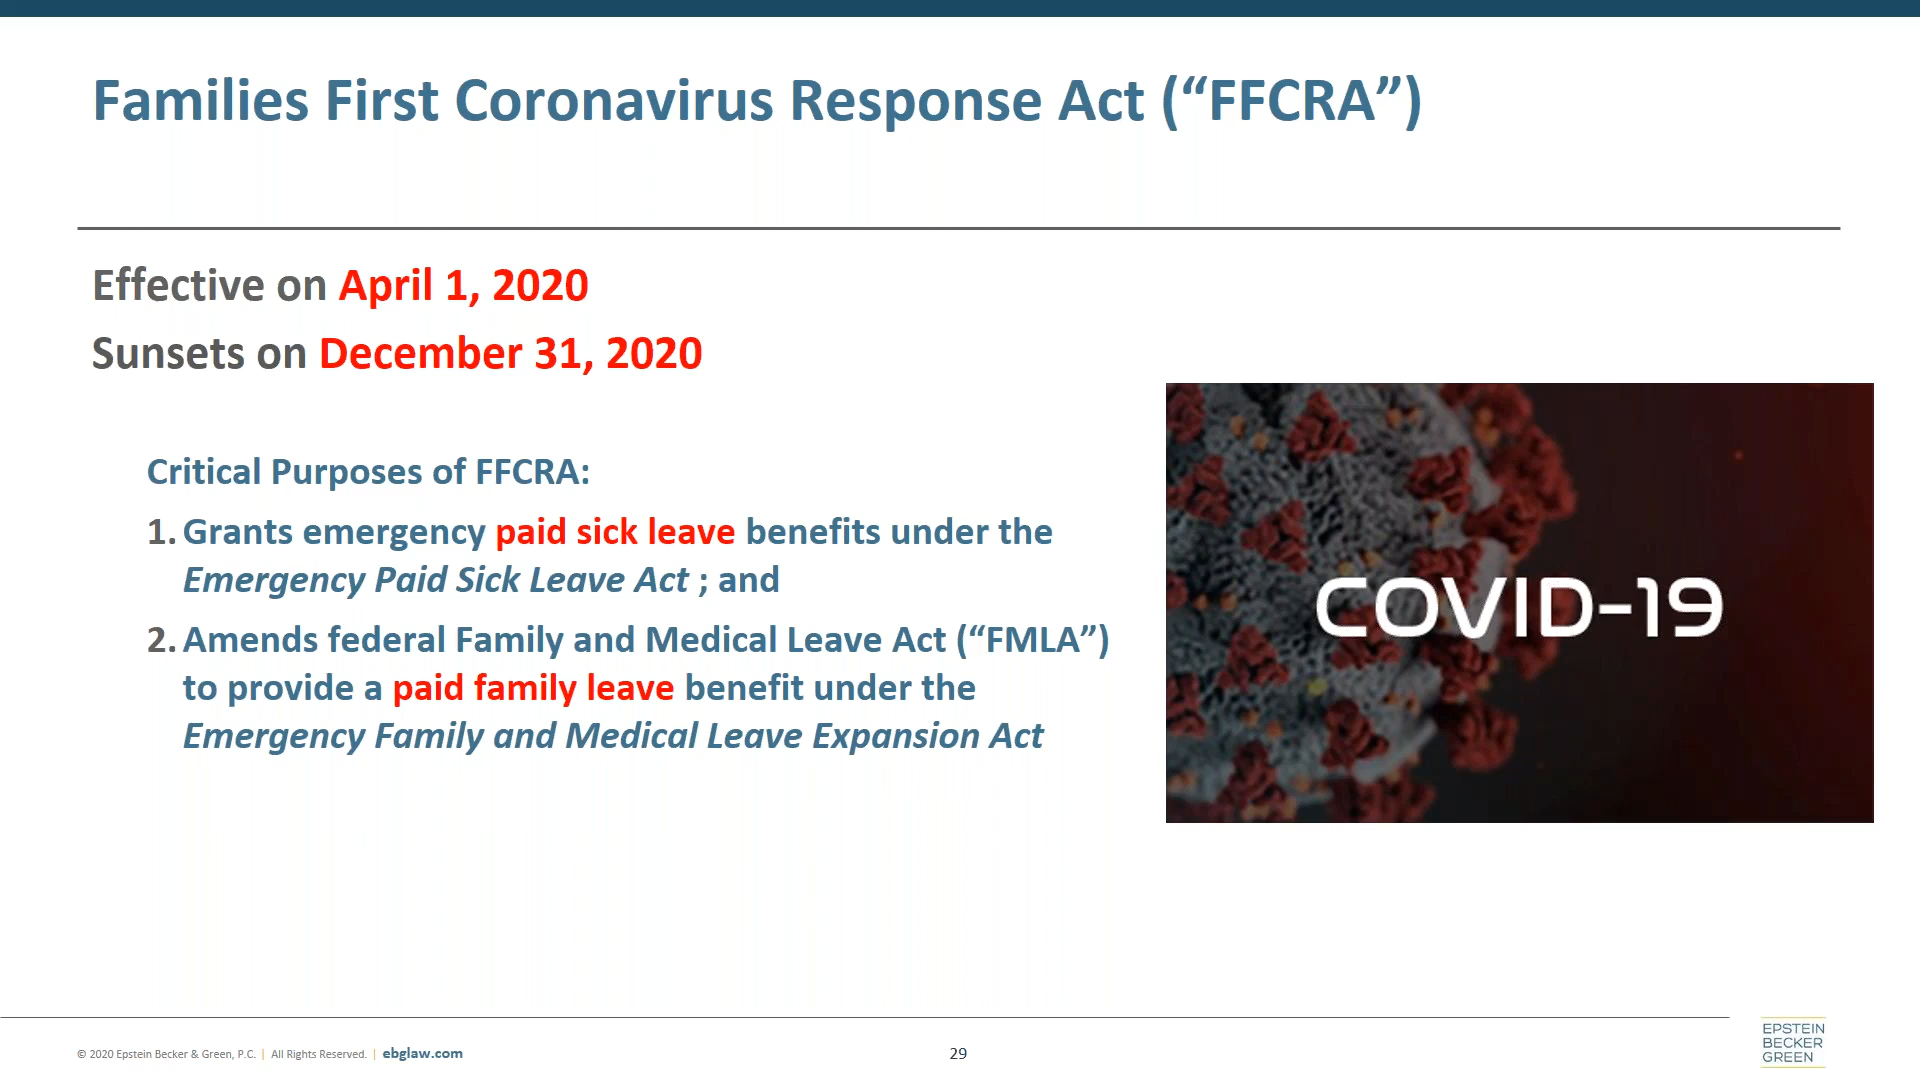 Families First Coronavirus Response Act (“FFCRA”)
Effective on April 1, 2020
Sunsets on December 31, 2020
Critical Purposes of FFCRA:
1. Grants emergency paid sick leave benefits under the
Emergency Paid Sick Leave Act ; and
2. Amends federal Family and Medical Leave Act (“FMLA”)
to provide a paid family leave benefit under the
Emergency Family and Medical Leave Expansion Act
COVID-19
© 2020 Epstein Becker & Green, P.C. | All Rights Reserved. | ebglaw.com
29
EPSTEIN
BECKER
GREEN